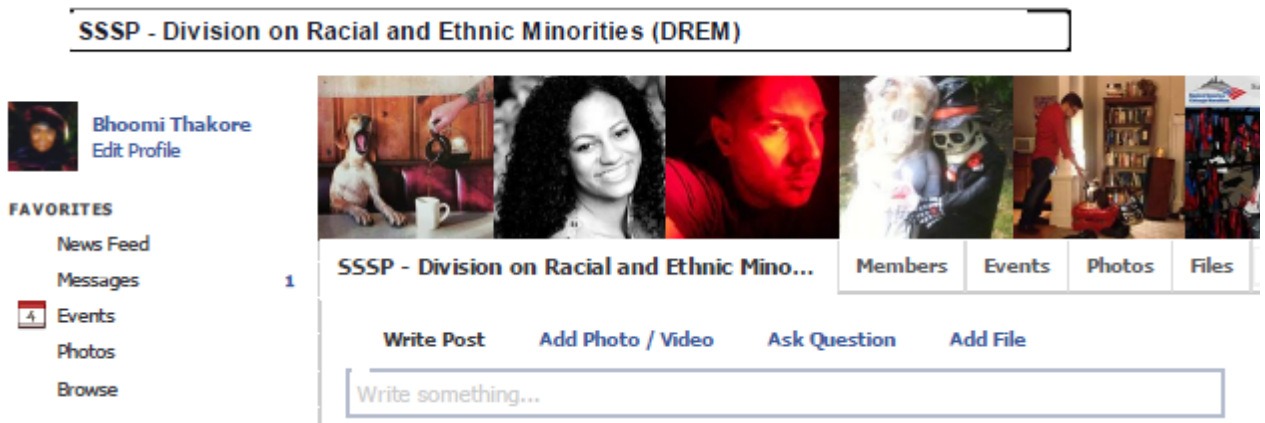 SSSP - Division on Racial and Ethnic Minorities (DREM)
Bhoomi Thakore
Edit Profile
FAVORITES
News Feed
Messages 1
4 Events
Photos
Browse
SSSP - Division on Racial and Ethnic Mino... Members Events Photos Files
Write Post Add Photo / Video Ask Question Add File
Write something...